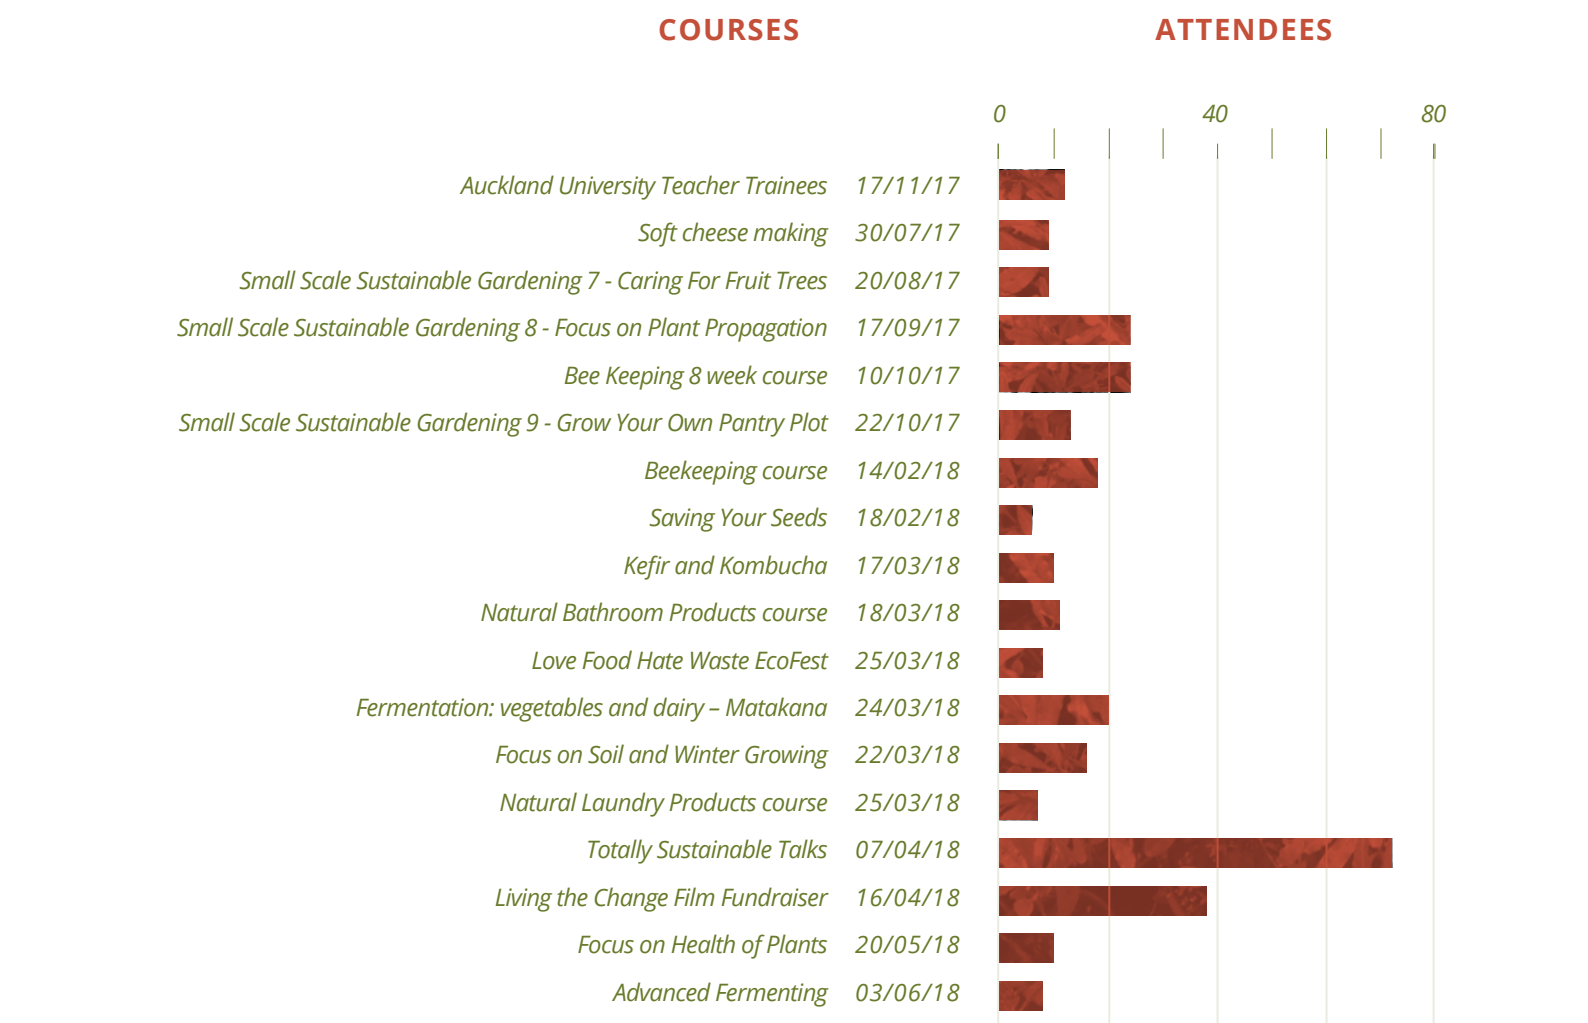 COURSES ATTENDEES
0 40 80
Auckland University Teacher Trainees 17/11/17
Soft cheese making 30/07/17
Small Scale Sustainable Gardening 7 - Caring For Fruit Trees 20/08/17
Small Scale Sustainable Gardening 8 - Focus on Plant Propagation 17/09/17
Bee Keeping 8 week course 10/10/17
Small Scale Sustainable Gardening 9 - Grow Your Own Pantry Plot 22/10/17
Beekeeping course 14/02/18
Saving Your Seeds 18/02/18
Kefir and Kombucha 17/03/18
Natural Bathroom Products course 18/03/18
Love Food Hate Waste EcoFest 25/03/18
Fermentation: vegetables and dairy – Matakana 24/03/18
Focus on Soil and Winter Growing 22/03/18
Natural Laundry Products course 25/03/18
Totally Sustainable Talks 07/04/18
Living the Change Film Fundraiser 16/04/18
Focus on Health of Plants 20/05/18
Advanced Fermenting 03/06/18